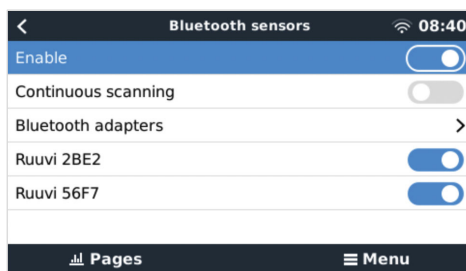 Bluetooth sensors 08:40
Enable
Continuous scanning
Bluetooth adapters
Ruuvi 2BE2
Ruuvi 56F7
Pages Menu